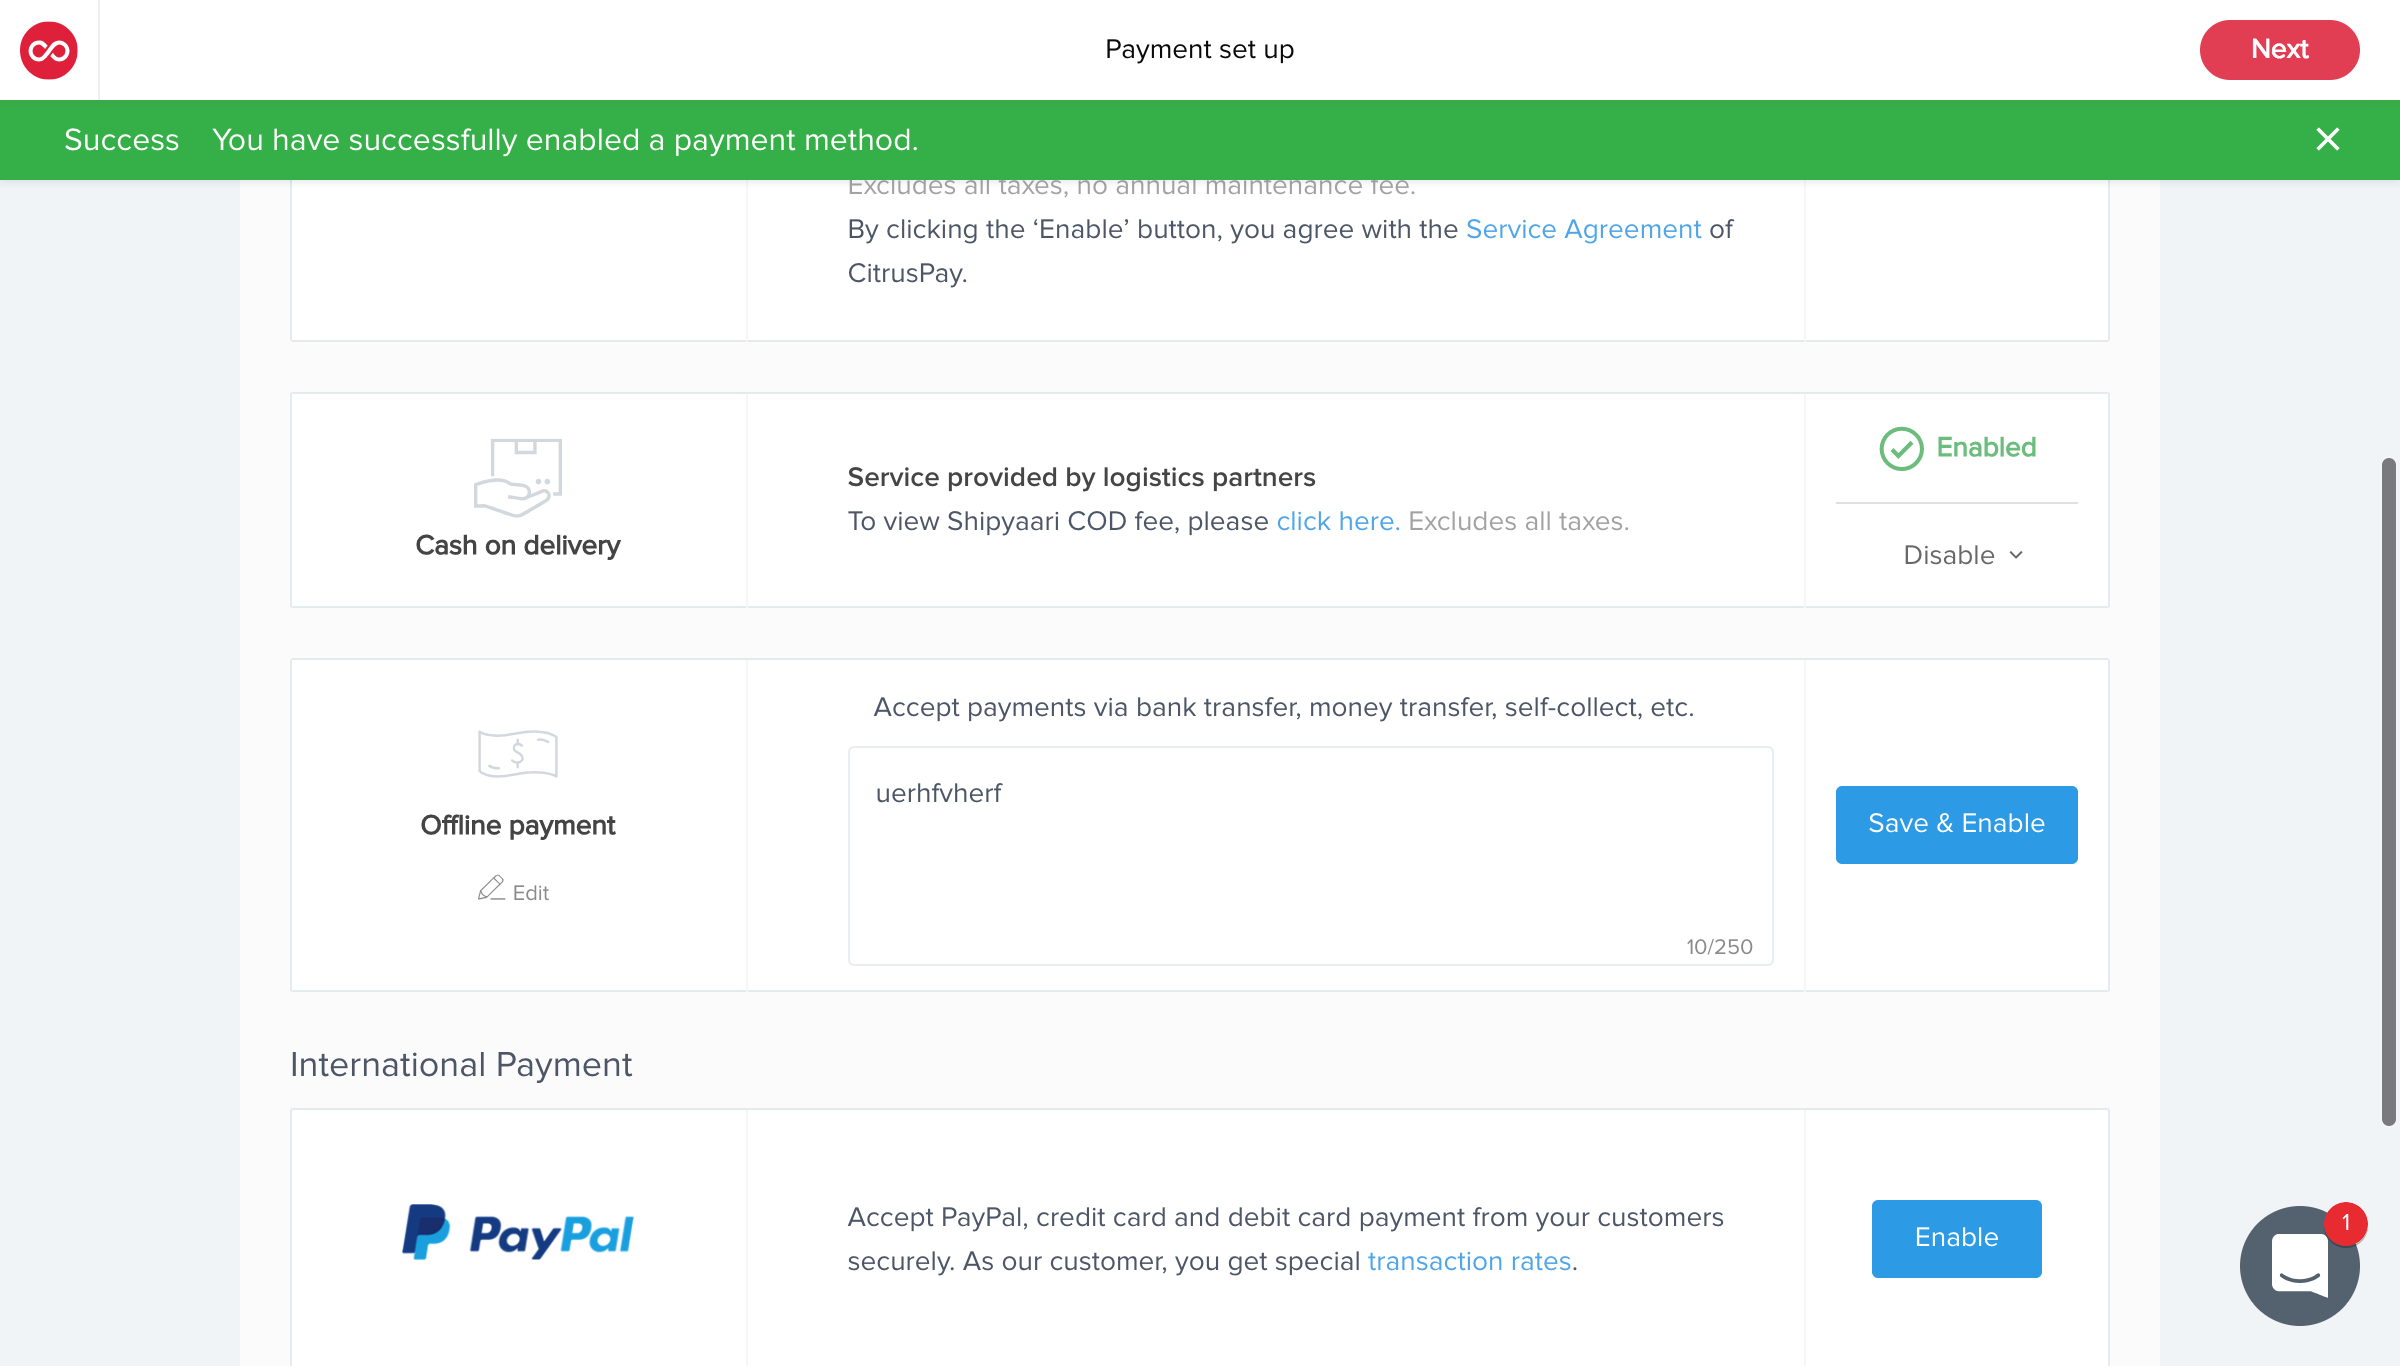 Payment set up
Next
Success You have successfully enabled a payment method.
Excludes all taxes, no annual maintenance fee.
By clicking the ‘Enable’ button, you agree with the Service Agreement of
CitrusPay.
Enabled
Service provided by logistics partners
To view Shipyaari COD fee, please click here. Excludes all taxes.
Cash on delivery
Disable
Accept payments via bank transfer, money transfer, self-collect, etc.
$
uerhfvherf
Offline payment
Save & Enable
Edit
10/250
International Payment
PayPal
Accept PayPal, credit card and debit card payment from your customers
securely. As our customer, you get special transaction rates.
Enable
1